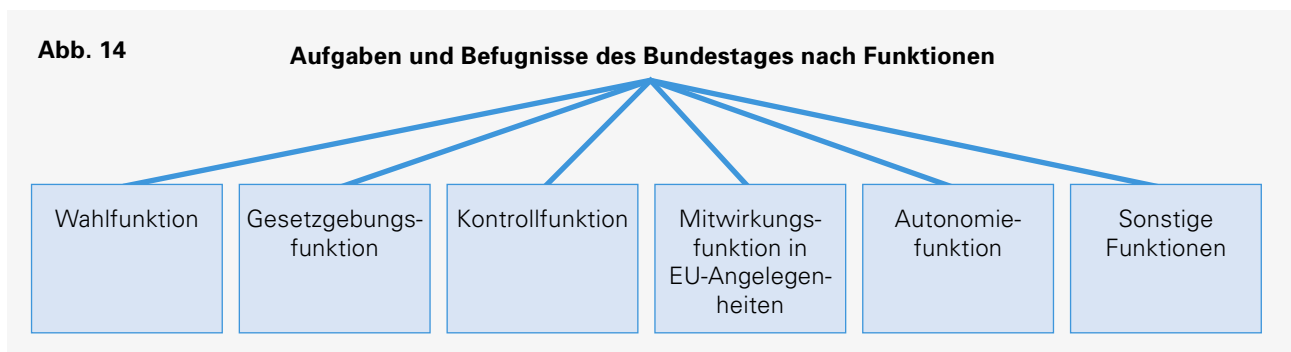 Abb. 14
Aufgaben und Befugnisse des Bundestages nach Funktionen
Wahlfunktion
Gesetzgebungs-
funktion
Kontrollfunktion
Mitwirkungs-
funktion in
EU-Angelegen-
heiten
Autonomie-
funktion
Sonstige
Funktionen